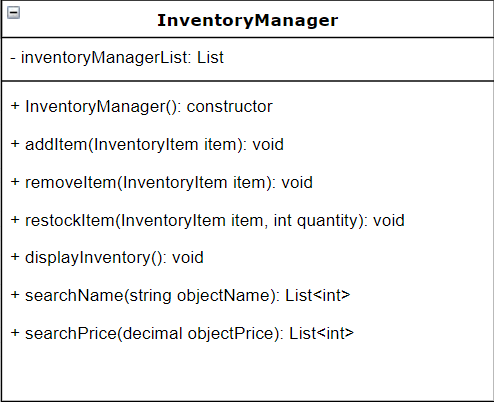 InventoryManager
- inventoryManagerList: List
+ InventoryManager(): constructor
+ addItem(InventoryItem item): void
+ removeItem(InventoryItem item): void
+ restockItem(InventoryItem item, int quantity): void
+ displayInventory(): void
+ searchName(string objectName): List<int>
+ searchPrice(decimal objectPrice): List<int>